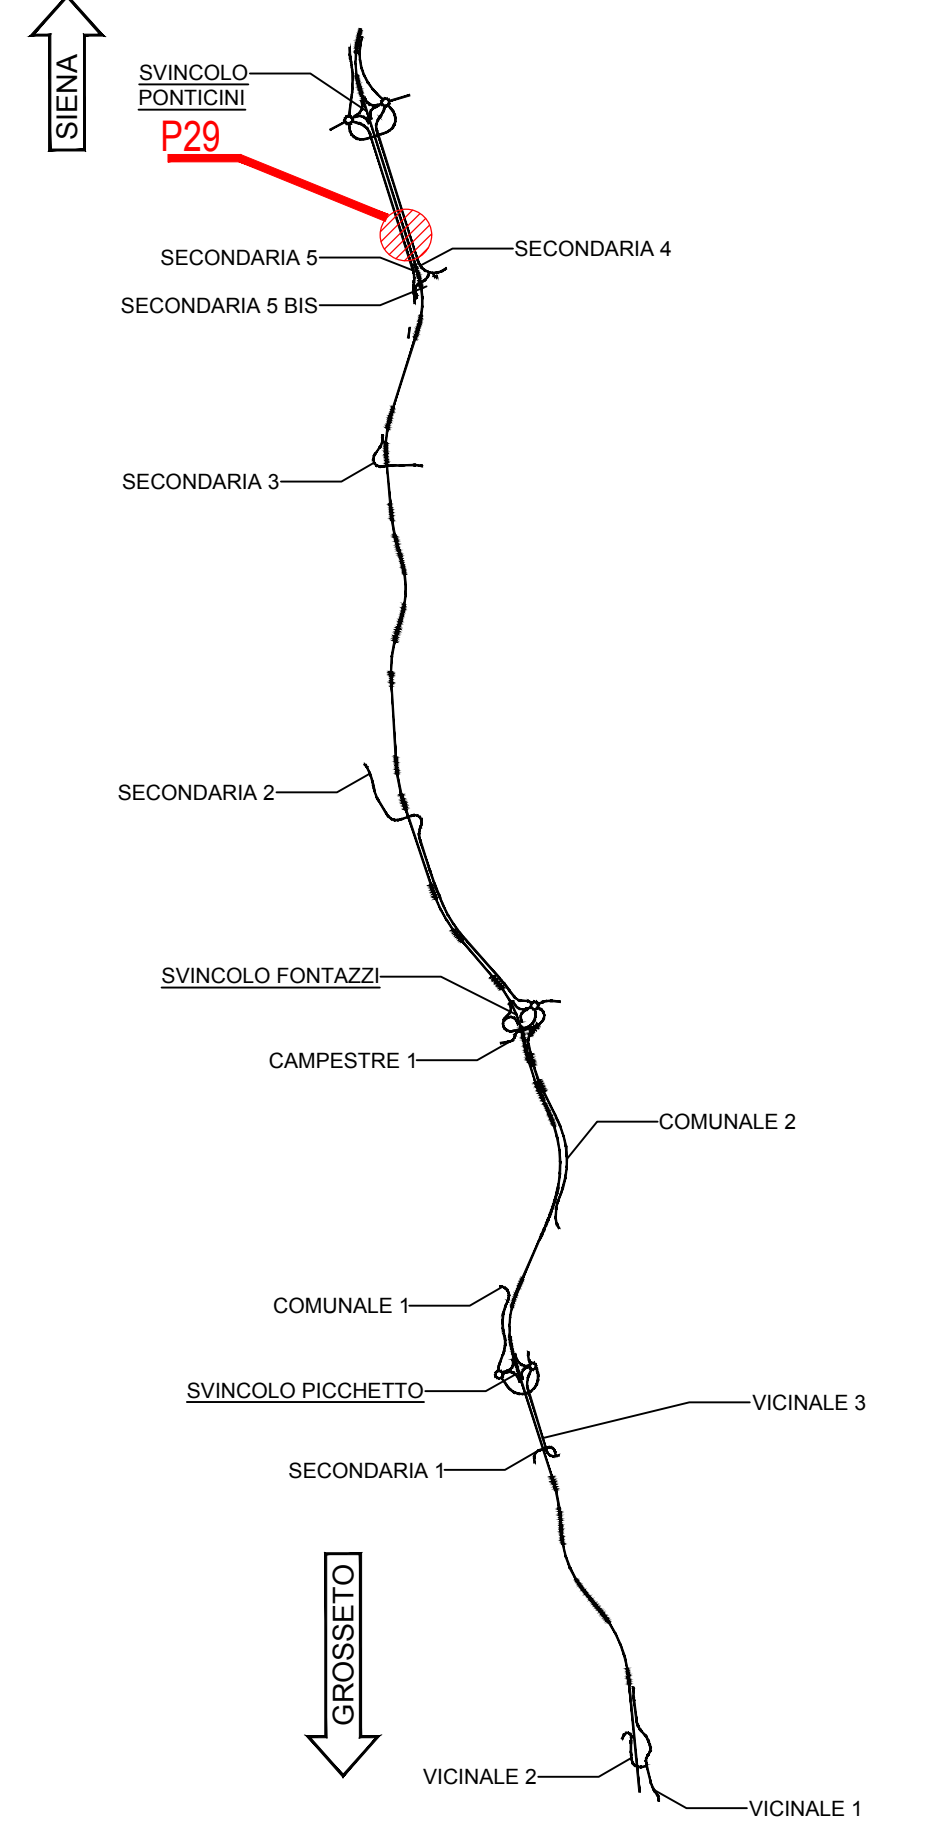 SIENA
SVINCOLO
PONTICINI
P29
SECONDARIA 4
SECONDARIA 5
SECONDARIA 5 BIS
SECONDARIA 3
SECONDARIA 2
SVINCOLO FONTAZZI
CAMPESTRE 1
COMUNALE 2
COMUNALE 1
SVINCOLO PICCHETTO
VICINALE 3
SECONDARIA 1
GROSSETO
VICINALE 2
VICINALE 1